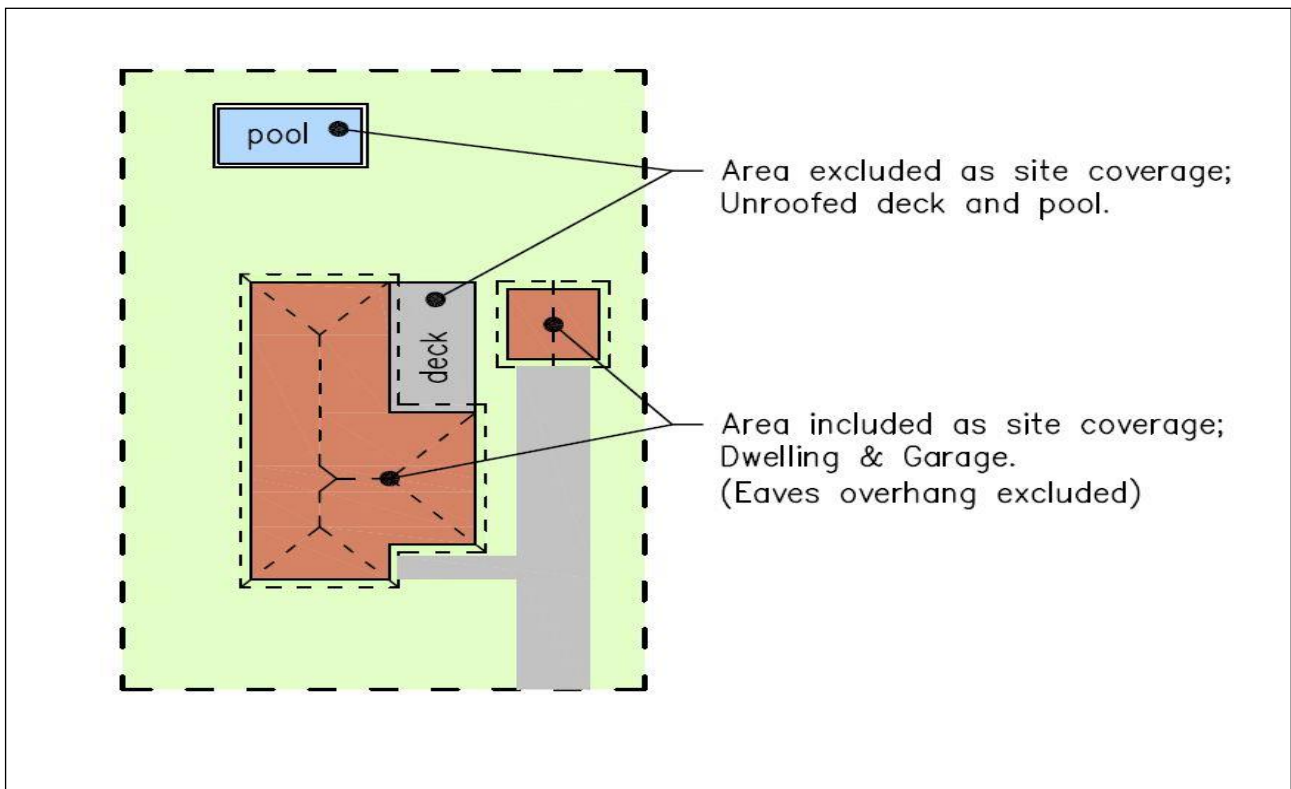 pool
Area excluded as site coverage;
Unroofed deck and pool.
deck
Area included as site coverage;
Dwelling & Garage.
(Eaves overhang excluded)